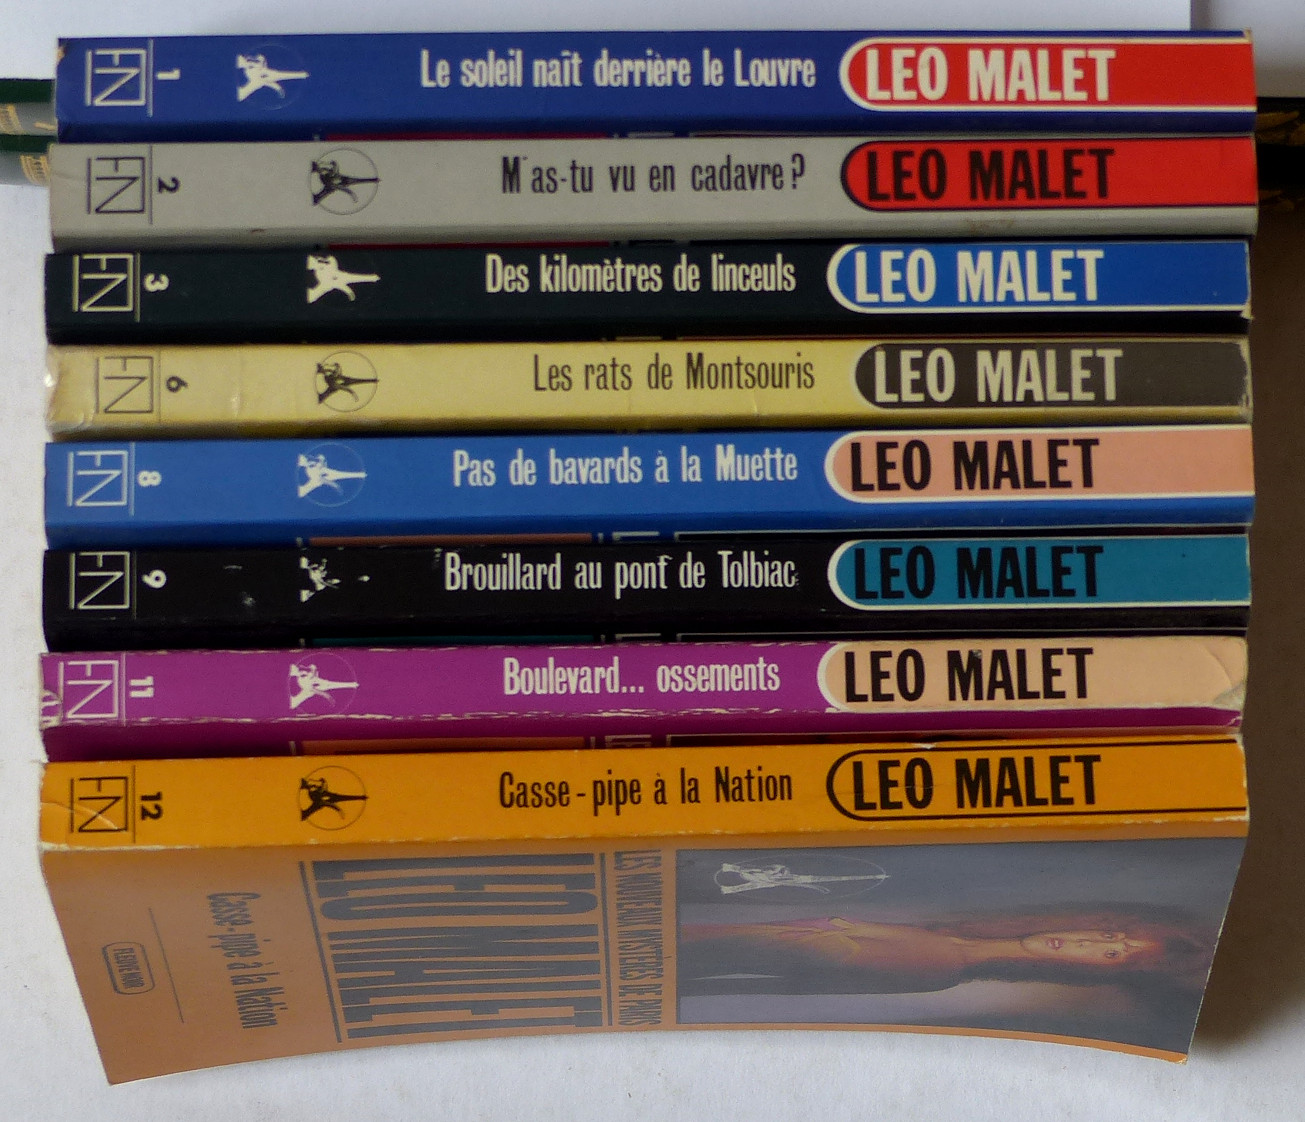 FN 1 Le soleil naît derrière le Louvre LEO MALET
FN 2 M'as-tu vu en cadavre? LEO MALET
FN 3 Des kilomètres de linceuls LEO MALET
FN 6 Les rats de Montsouris LEO MALET
FN 8 Pas de bavards à la Muette LEO MALET
FN 9 Brouillard au pont de Tolbiac LEO MALET
FN 11 Boulevard... ossements LEO MALET
FN 12 Casse-pipe à la Nation LEO MALET
LES NOUVEAUX MYSTÈRES DE PARIS
LEO MALET
Casse-pipe à la Nation
FLEUVE NOIR